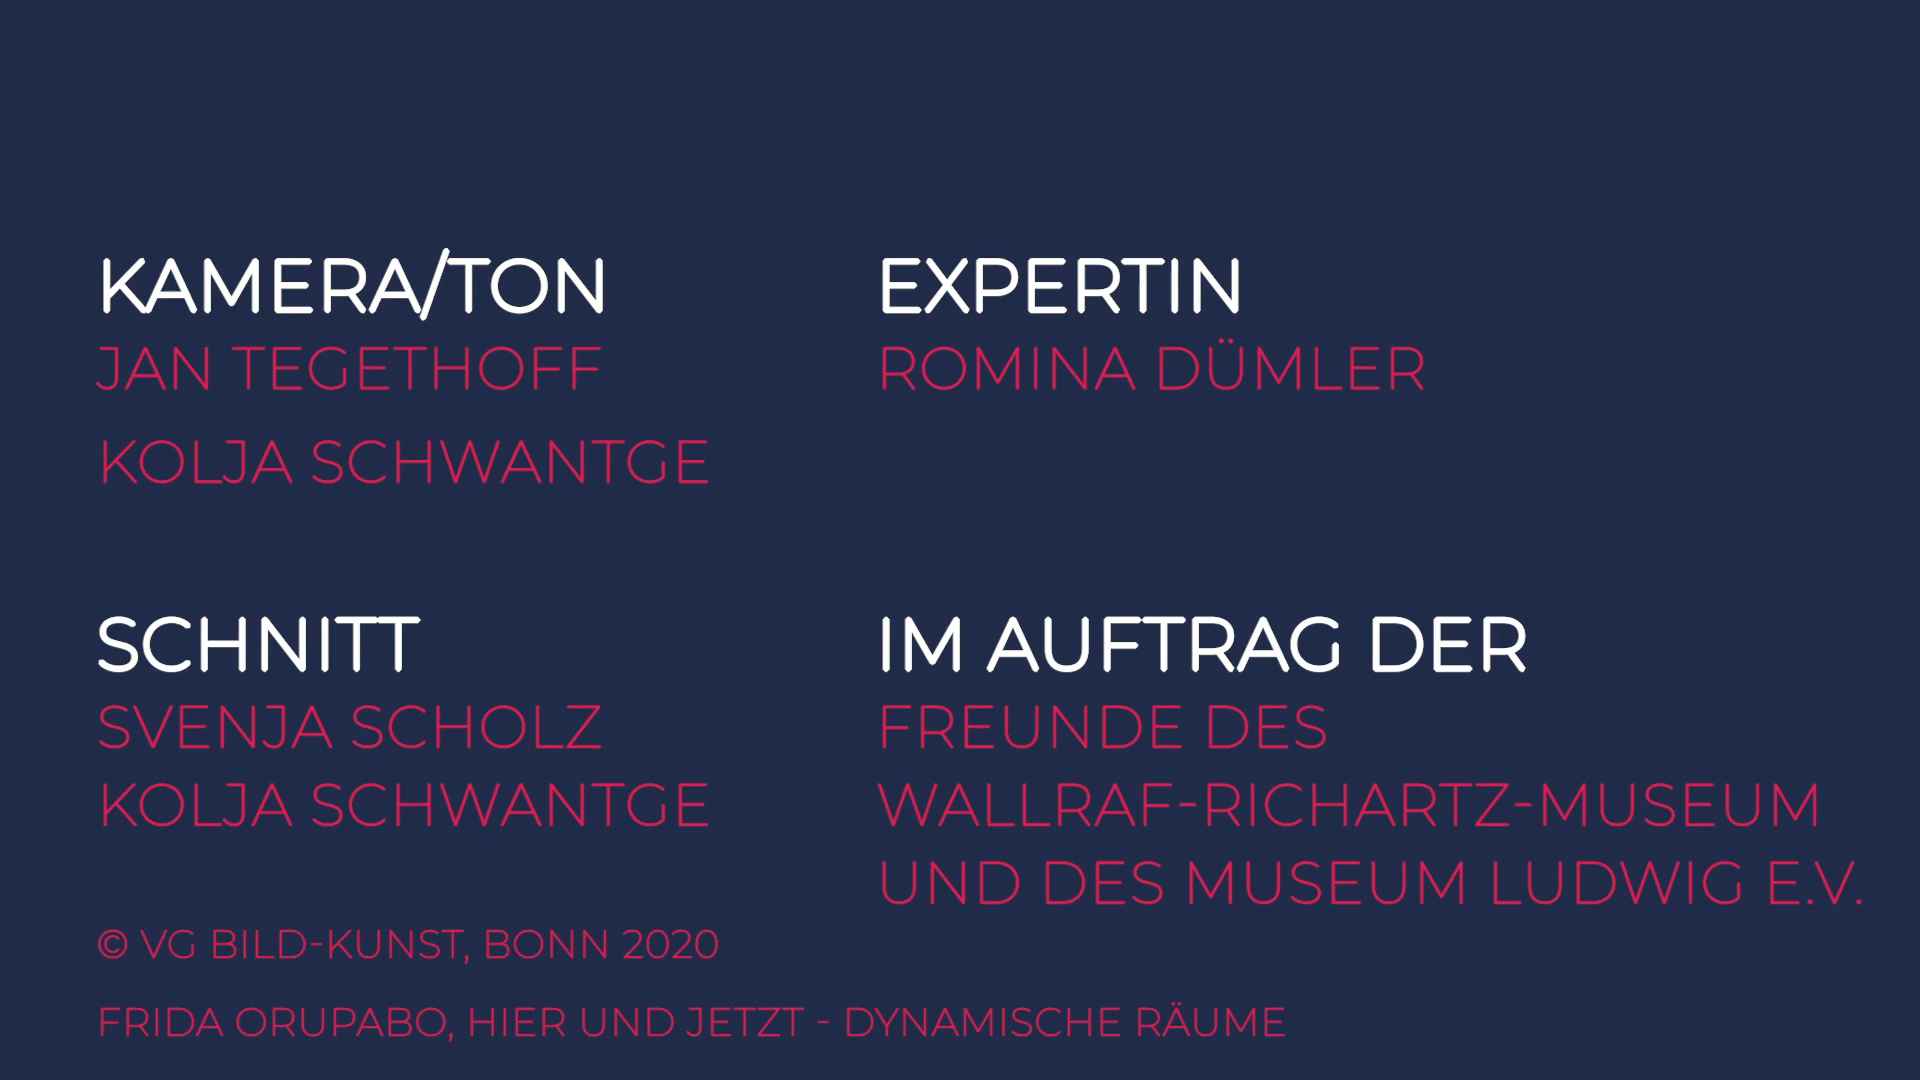 KAMERA/TON
JAN TEGETHOFF
KOLJA SCHWANTGE
EXPERTIN
ROMINA DÜMLER
SCHNITT
SVENJA SCHOLZ
KOLJA SCHWANTGE
IM AUFTRAG DER
FREUNDE DES
WALLRAF-RICHARTZ-MUSEUM
UND DES MUSEUM LUDWIG E.V.
© VG BILD-KUNST, BONN 2020
FRIDA ORUPABO, HIER UND JETZT - DYNAMISCHE RÄUME